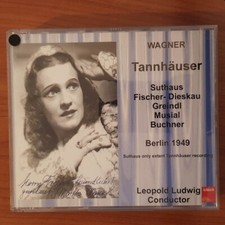 WAGNER
Tannhäuser
Suthaus
Fischer- Dieskau
Greindl
Musial
Buchner
Berlin 1949
Suthaus only extant Tannhäuser recording
Leopold Ludwig
Conductor